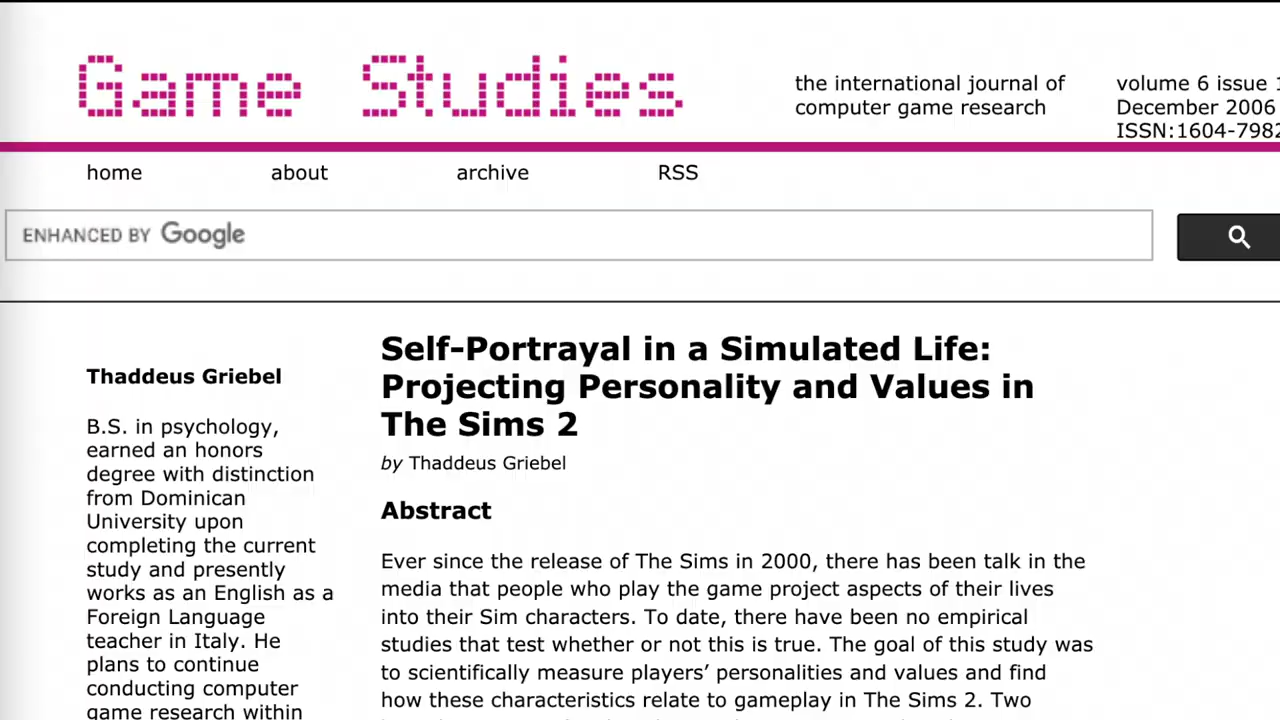 Game Studies
the international journal of
computer game research
volume 6 issue 1
December 2006
ISSN:1604-7982
home about archive RSS
ENHANCED BY Google
Thaddeus Griebel
B.S. in psychology,
earned an honors
degree with distinction
from Dominican
University upon
completing the current
study and presently
works as an English as a
Foreign Language
teacher in Italy. He
plans to continue
conducting computer
game research within
Self-Portrayal in a Simulated Life:
Projecting Personality and Values in
The Sims 2
by Thaddeus Griebel
Abstract
Ever since the release of The Sims in 2000, there has been talk in the
media that people who play the game project aspects of their lives
into their Sim characters. To date, there have been no empirical
studies that test whether or not this is true. The goal of this study was
to scientifically measure players’ personalities and values and find
how these characteristics relate to gameplay in The Sims 2. Two